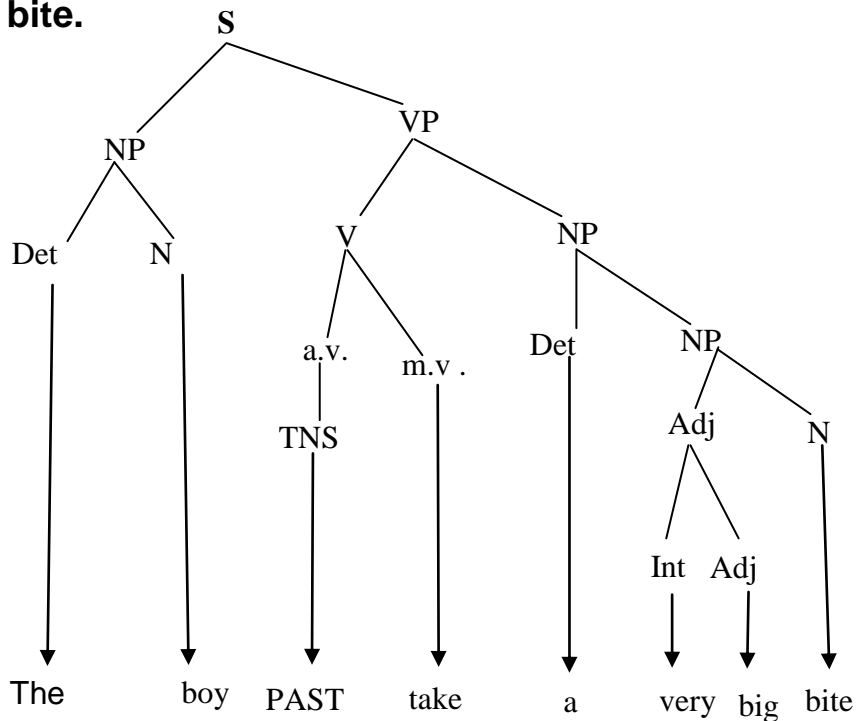 bite.
S
VP
NP
V
NP
Det
N
a.v.
m.v .
Det
NP
TNS
Adj
N
Int
Adj
The
boy
PAST
take
a
very
big
bite